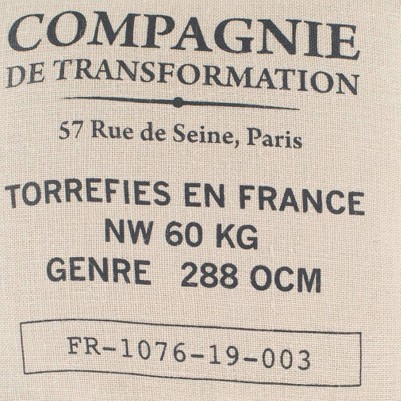 COMPAGNIE
DE TRANSFORMATION
57 Rue de Seine, Paris
TORREFIES EN FRANCE
NW 60 KG
GENRE 288 OCM
FR-1076-19-003